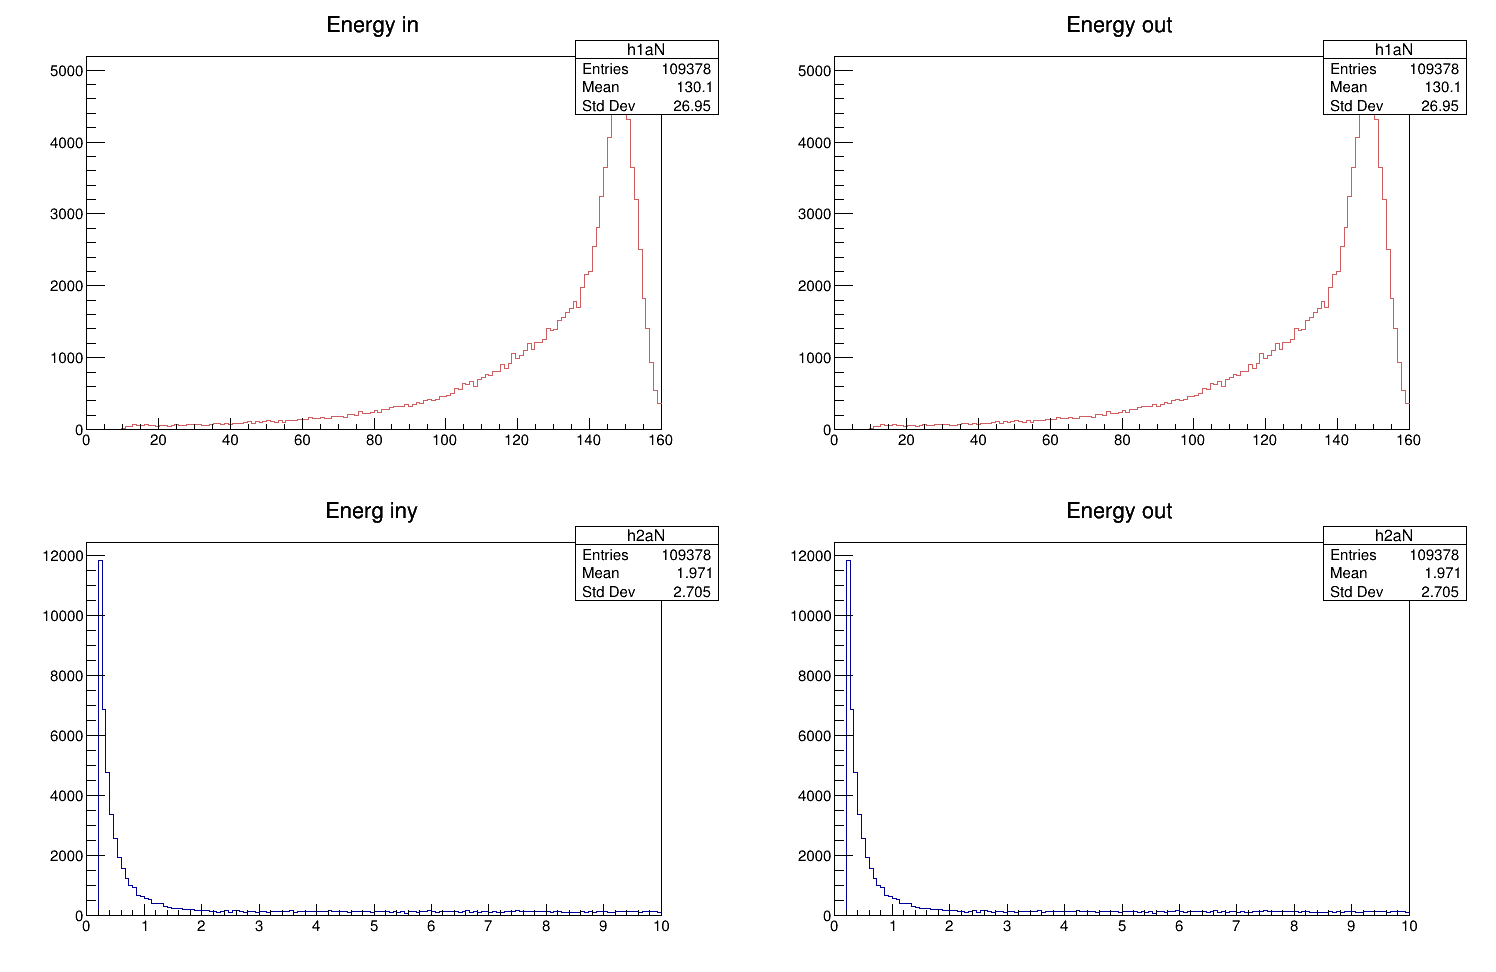 Energy in
h1aN
Entries 109378
Mean 130.1
Std Dev 26.95
5000
4000
3000
2000
1000
0
0 20 40 60 80 100 120 140 160
Energy out
h1aN
Entries 109378
Mean 130.1
Std Dev 26.95
5000
4000
3000
2000
1000
0
0 20 40 60 80 100 120 140 160
Energ iny
h2aN
Entries 109378
Mean 1.971
Std Dev 2.705
12000
10000
8000
6000
4000
2000
0
0 1 2 3 4 5 6 7 8 9 10
Energy out
h2aN
Entries 109378
Mean 1.971
Std Dev 2.705
12000
10000
8000
6000
4000
2000
0
0 1 2 3 4 5 6 7 8 9 10